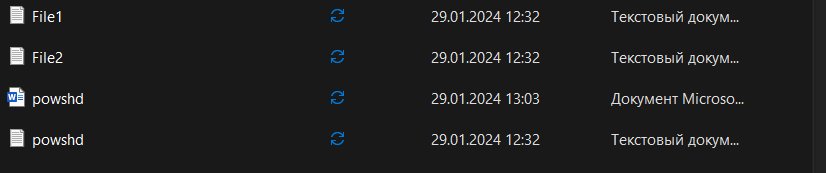 File1 29.01.2024 12:32 Текстовый докум...
File2 29.01.2024 12:32 Текстовый докум...
powshd 29.01.2024 13:03 Документ Microso...
powshd 29.01.2024 12:32 Текстовый докум...